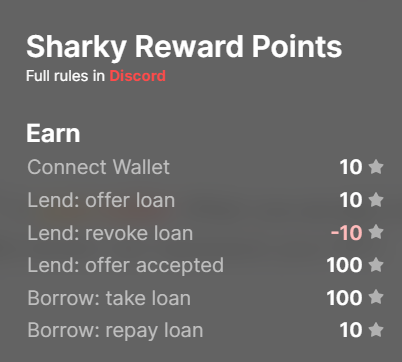 Sharky Reward Points
Full rules in Discord
Earn
Connect Wallet 10
Lend: offer loan 10
Lend: revoke loan -10
Lend: offer accepted 100
Borrow: take loan 100
Borrow: repay loan 10